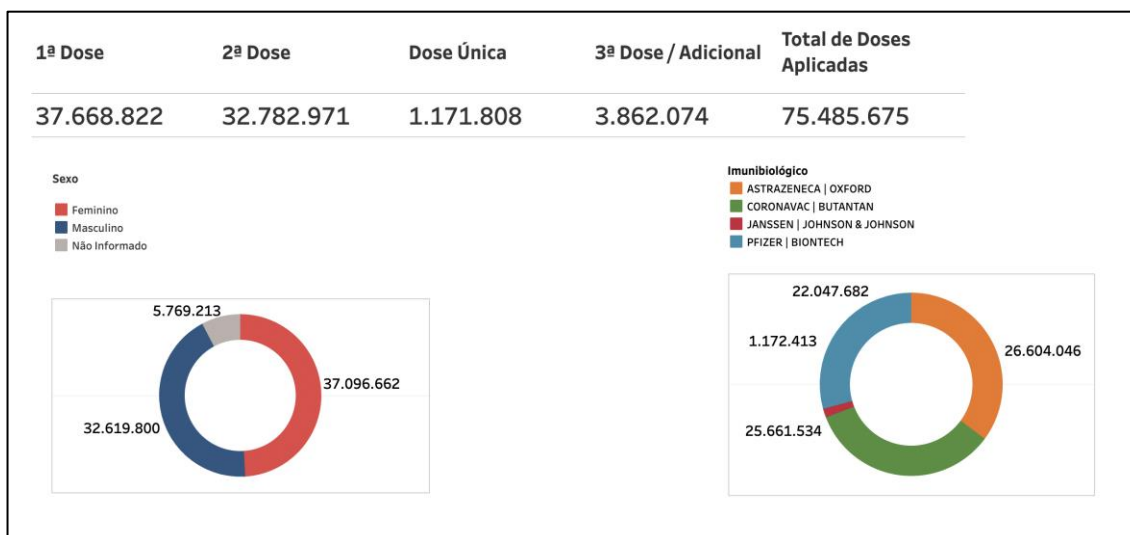 1ª Dose
2ª Dose
Dose Única
3ª Dose / Adicional
Total de Doses
Aplicadas
37.668.822
32.782.971
1.171.808
3.862.074
75.485.675
Sexo
Feminino
Masculino
Não Informado
5.769.213
37.096.662
32.619.800
Imunibiológico
ASTRAZENECA | OXFORD
CORONAVAC | BUTANTAN
JANSSEN | JOHNSON & JOHNSON
PFIZER | BIONTECH
22.047.682
1.172.413
26.604.046
25.661.534